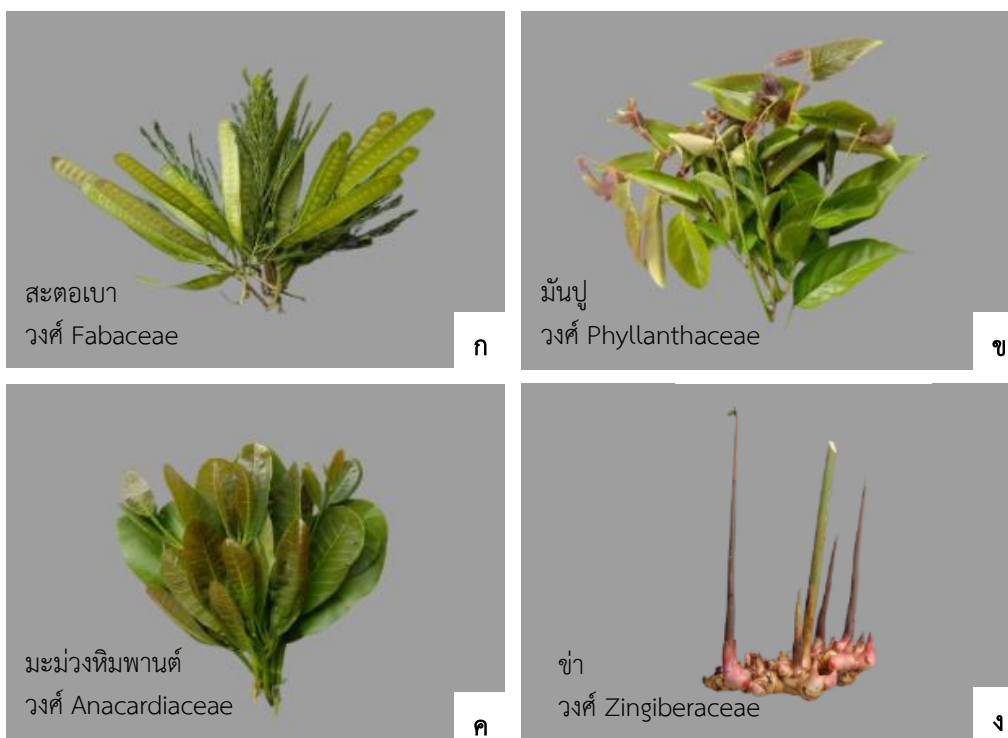 สะตอเบา
วงศ์ Fabaceae
ก
มันปู
วงศ์ Phyllanthaceae
ข
มะม่วงหิมพานต์
วงศ์ Anacardiaceae
ค
ข่า
วงศ์ Zingiberaceae
ง